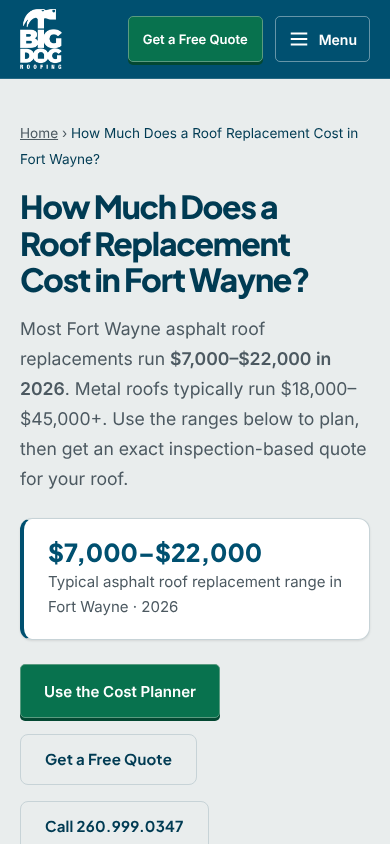 BIG
DOG
ROOFING
Get a Free Quote
Menu
Home › How Much Does a Roof Replacement Cost in
Fort Wayne?
How Much Does a
Roof Replacement
Cost in Fort Wayne?
Most Fort Wayne asphalt roof
replacements run $7,000–$22,000 in
2026. Metal roofs typically run $18,000–
$45,000+. Use the ranges below to plan,
then get an exact inspection-based quote
for your roof.
$7,000–$22,000
Typical asphalt roof replacement range in
Fort Wayne · 2026
Use the Cost Planner
Get a Free Quote
Call 260.999.0347